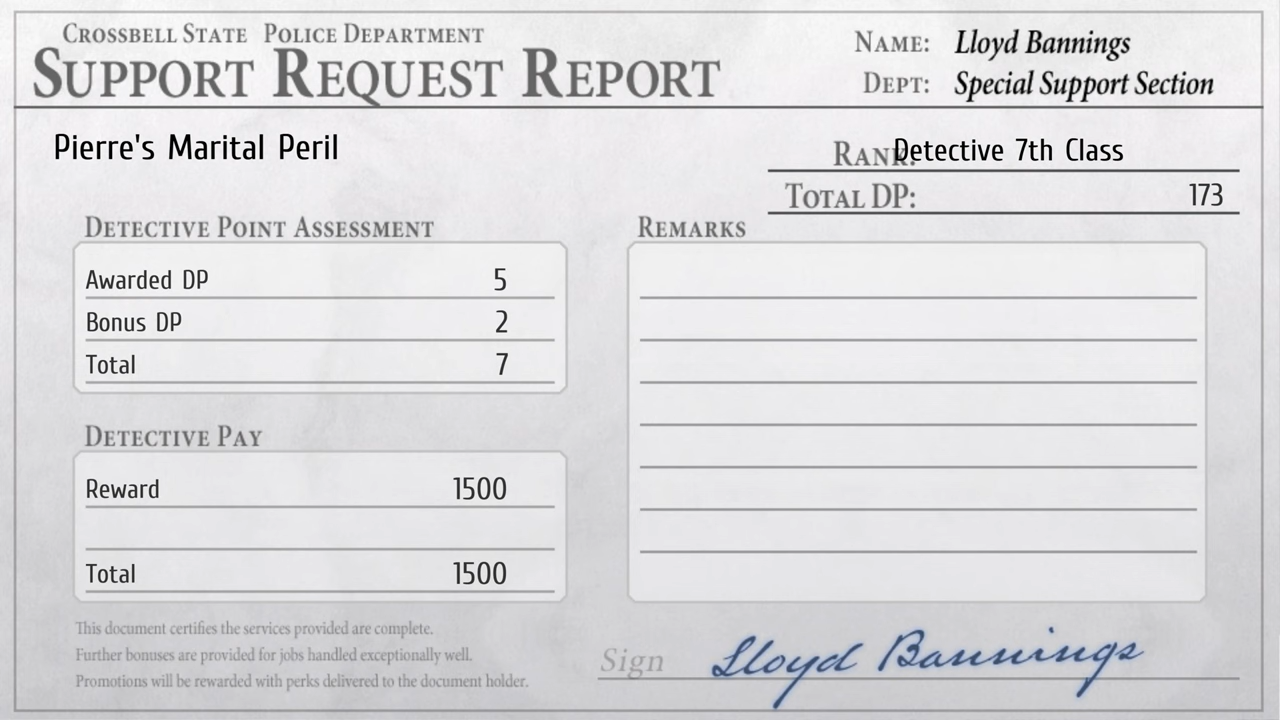 Crossbell State Police Department
Support Request Report
Name: Lloyd Bannings
Dept: Special Support Section
Pierre's Marital Peril
Rank: Detective 7th Class
Total DP: 173
Detective Point Assessment
Awarded DP 5
Bonus DP 2
Total 7
Remarks
Detective Pay
Reward 1500
Total 1500
This document certifies the services provided are complete.
Further bonuses are provided for jobs handled exceptionally well.
Promotions will be rewarded with perks delivered to the document holder.
Sign Lloyd Bannings